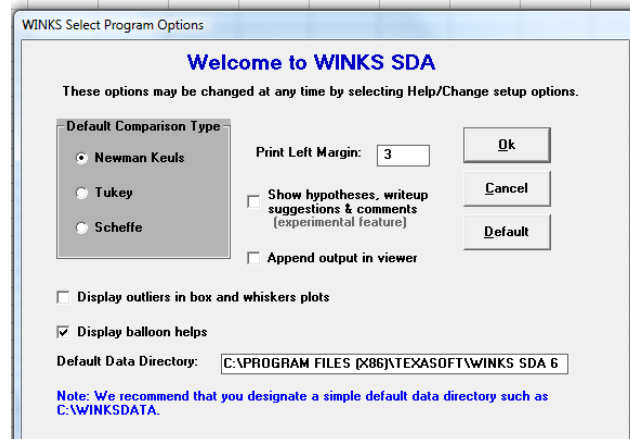 WINKS Select Program Options
Welcome to WINKS SDA
These options may be changed at any time by selecting Help/Change setup options.
Default Comparison Type
Newman Keuls
Tukey
Scheffe
Print Left Margin: 3
Show hypotheses, writeup
suggestions & comments
(experimental feature)
Append output in viewer
Ok
Cancel
Default
Display outliers in box and whiskers plots
Display balloon helps
Default Data Directory: C:\PROGRAM FILES (X86)\TEXASOFT\WINKS SDA 6
Note: We recommend that you designate a simple default data directory such as
C:\WINKSDATA.